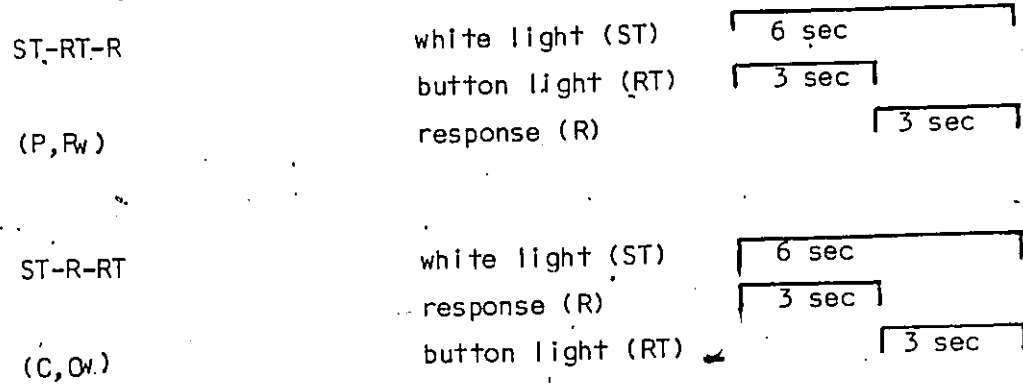 ST-RT-R white light (ST) 6 sec
button light (RT) 3 sec
(P,Rw) response (R) 3 sec
ST-R-RT white light (ST) 6 sec
response (R) 3 sec
(C,Ow) button light (RT) 3 sec